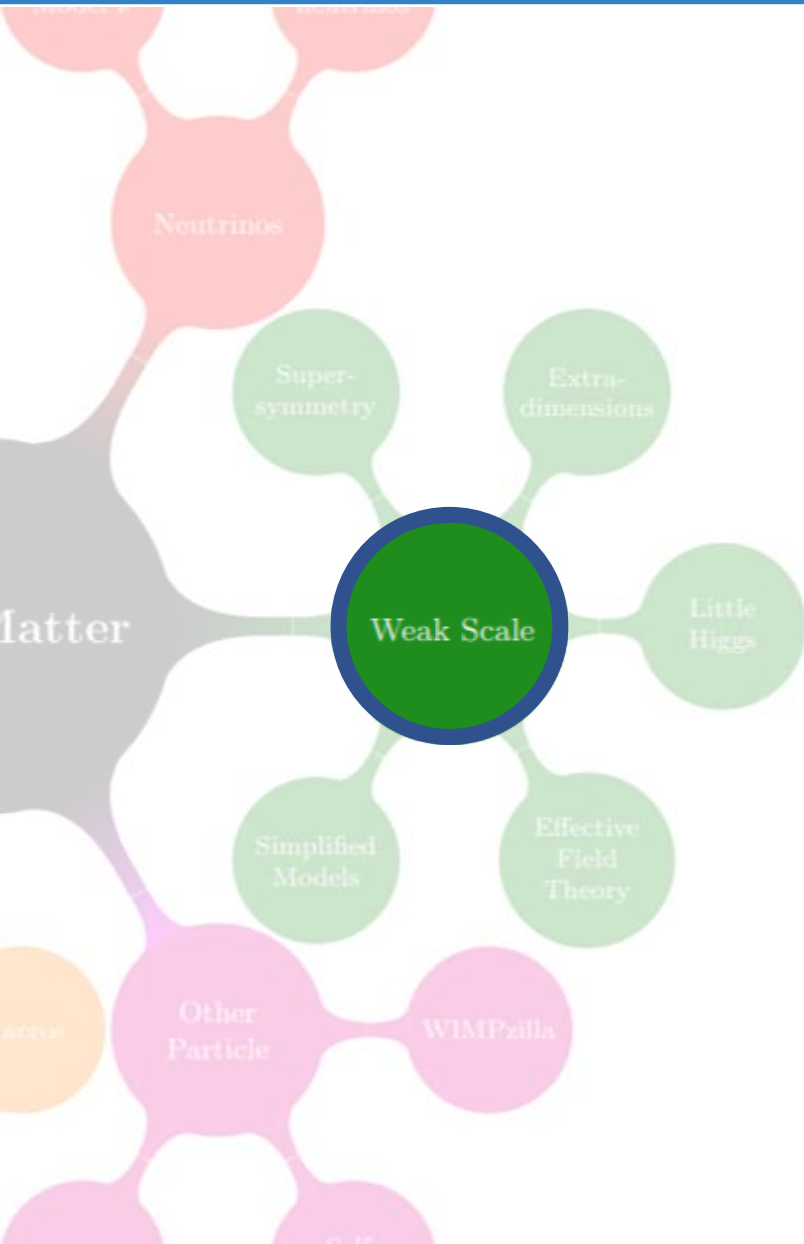 Neutrinos
Super-
symmetry
Extra-
dimensions
Matter
Weak Scale
Little
Higgs
Simplified
Models
Effective
Field
Theory
Other
Particle
WIMPzilla